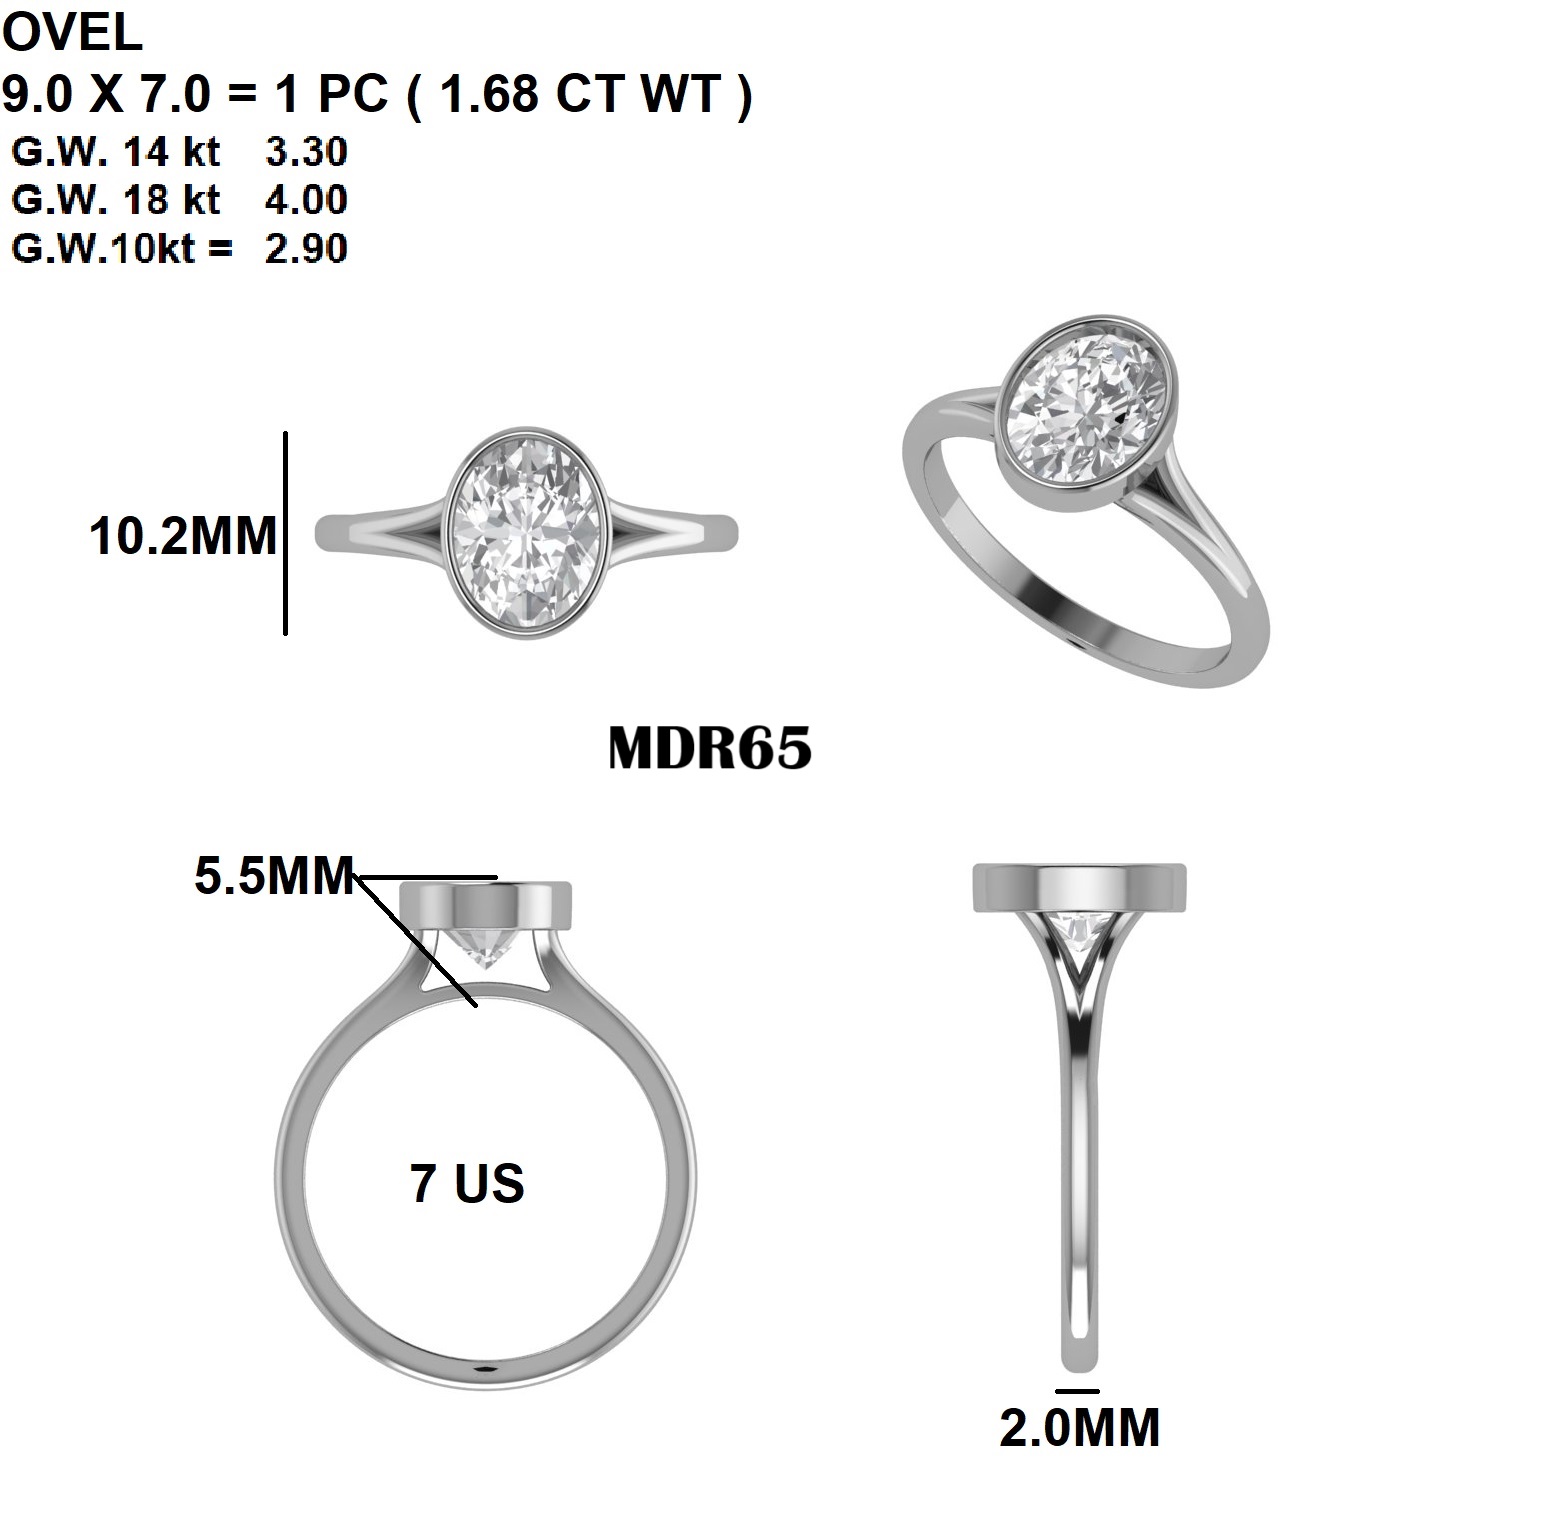 OVEL
9.0 X 7.0 = 1 PC ( 1.68 CT WT )
G.W. 14 kt 3.30
G.W. 18 kt 4.00
G.W.10kt = 2.90
10.2MM
MDR65
5.5MM
7 US
2.0MM